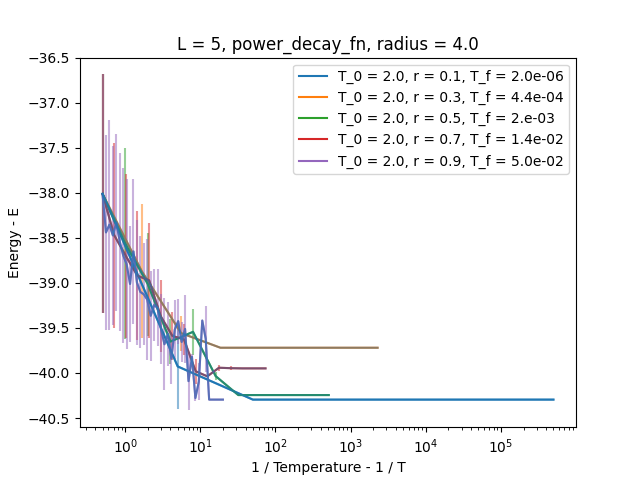 L = 5, power_decay_fn, radius = 4.0
T_0 = 2.0, r = 0.1, T_f = 2.0e-06
T_0 = 2.0, r = 0.3, T_f = 4.4e-04
T_0 = 2.0, r = 0.5, T_f = 2.e-03
T_0 = 2.0, r = 0.7, T_f = 1.4e-02
T_0 = 2.0, r = 0.9, T_f = 5.0e-02
Energy - E
−36.5
−37.0
−37.5
−38.0
−38.5
−39.0
−39.5
−40.0
−40.5
10⁰ 10¹ 10² 10³ 10⁴ 10⁵
1 / Temperature - 1 / T